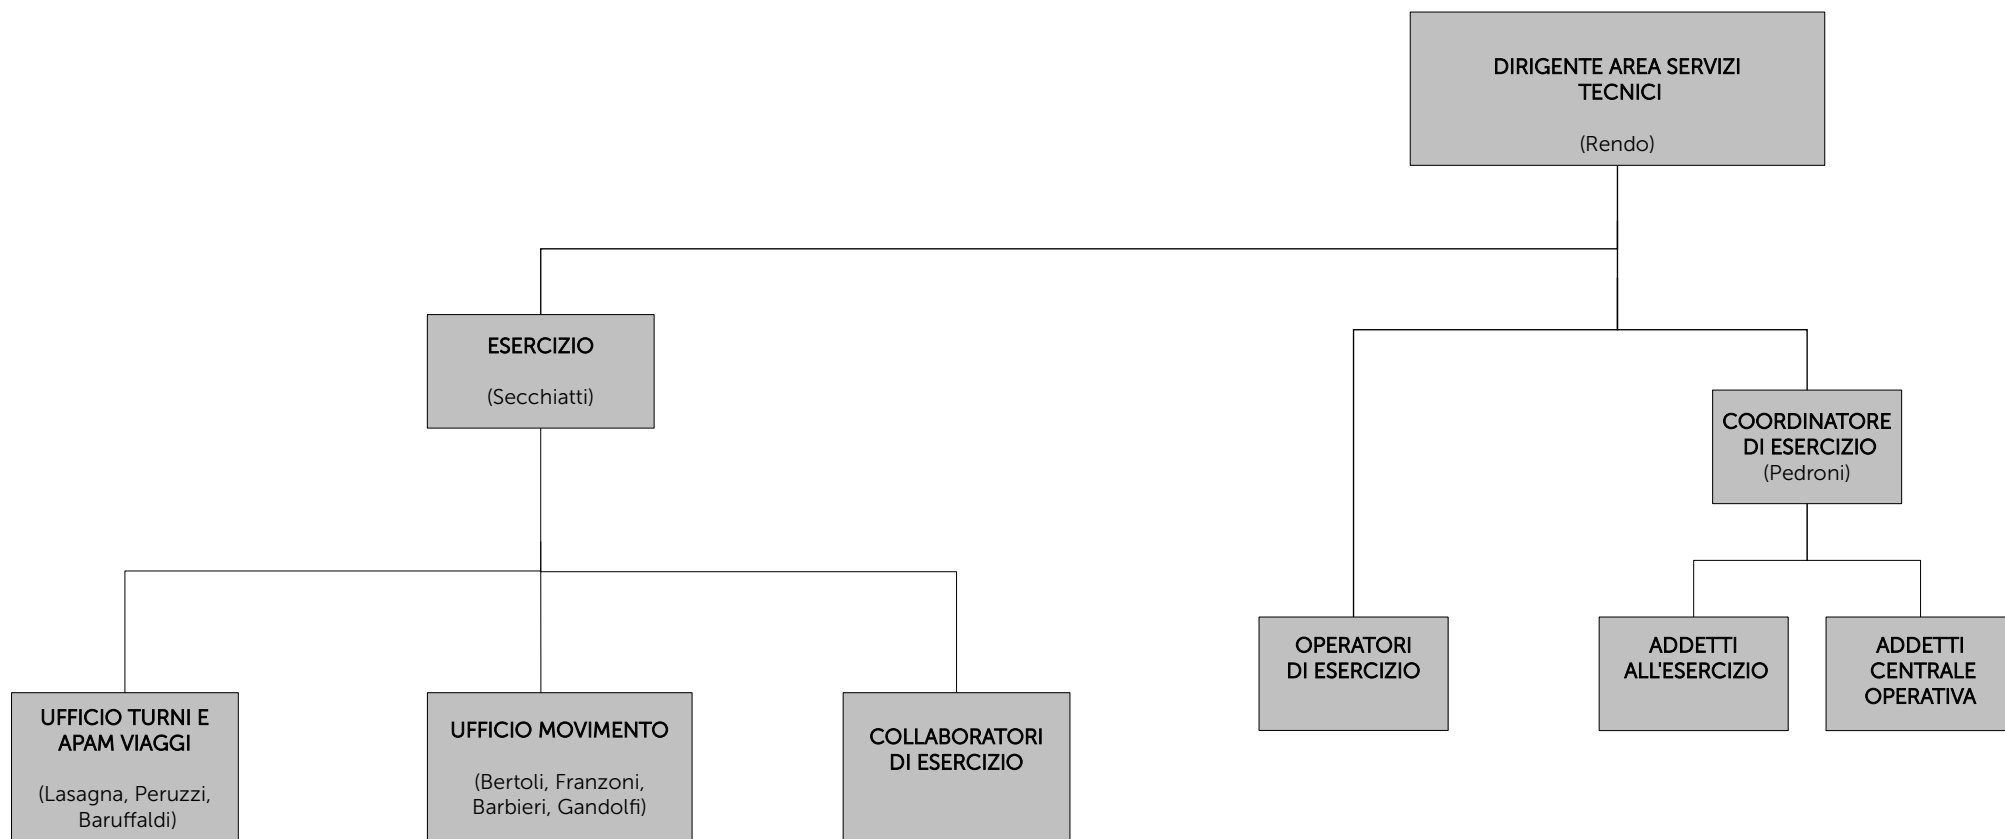 DIRIGENTE AREA SERVIZI
TECNICI
(Rendo)
ESERCIZIO
(Secchiatti)
COORDINATORE
DI ESERCIZIO
(Pedroni)
OPERATORI
DI ESERCIZIO
ADDETTI
ALL'ESERCIZIO
ADDETTI
CENTRALE
OPERATIVA
UFFICIO TURNI E
APAM VIAGGI
(Lasagna, Peruzzi,
Baruffaldi)
UFFICIO MOVIMENTO
(Bertoli, Franzoni,
Barbieri, Gandolfi)
COLLABORATORI
DI ESERCIZIO